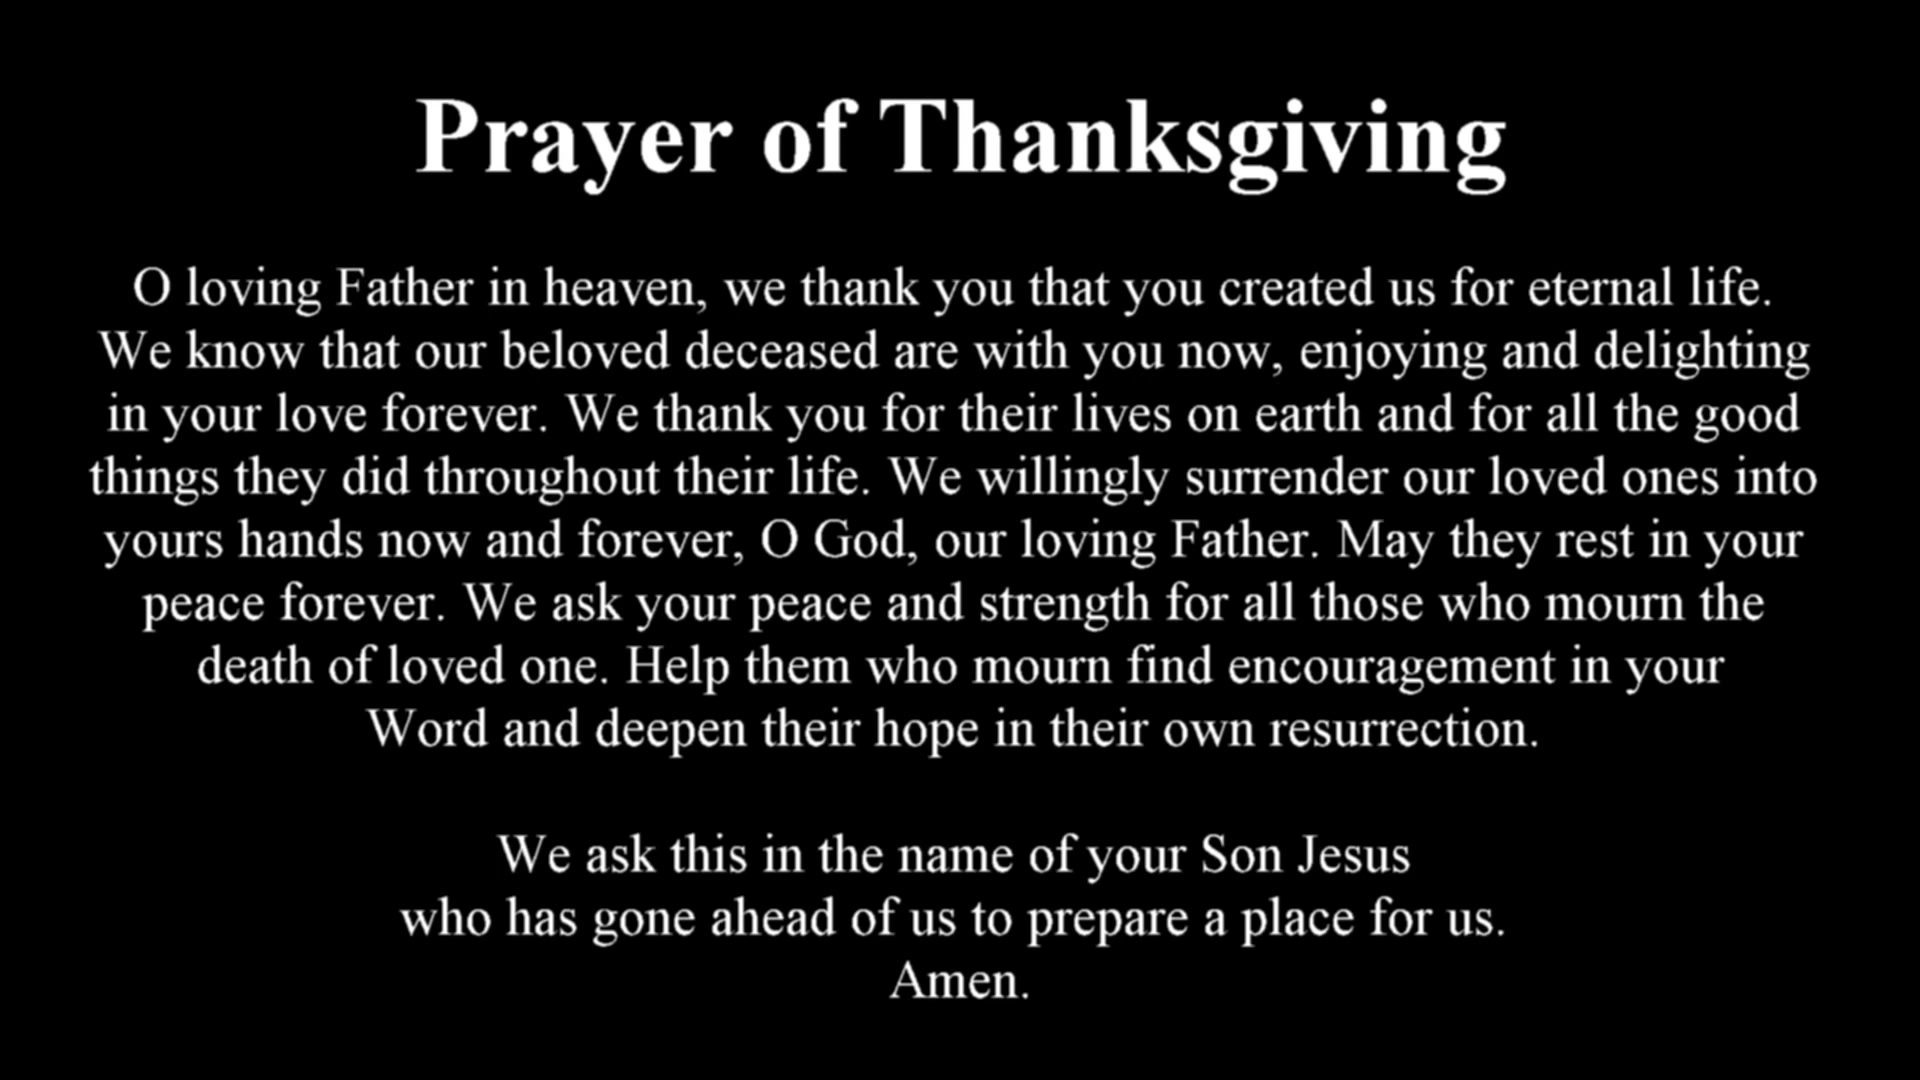 Prayer of Thanksgiving
O loving Father in heaven, we thank you that you created us for eternal life.
We know that our beloved deceased are with you now, enjoying and delighting
in your love forever. We thank you for their lives on earth and for all the good
things they did throughout their life. We willingly surrender our loved ones into
yours hands now and forever, O God, our loving Father. May they rest in your
peace forever. We ask your peace and strength for all those who mourn the
death of loved one. Help them who mourn find encouragement in your
Word and deepen their hope in their own resurrection.
We ask this in the name of your Son Jesus
who has gone ahead of us to prepare a place for us.
Amen.